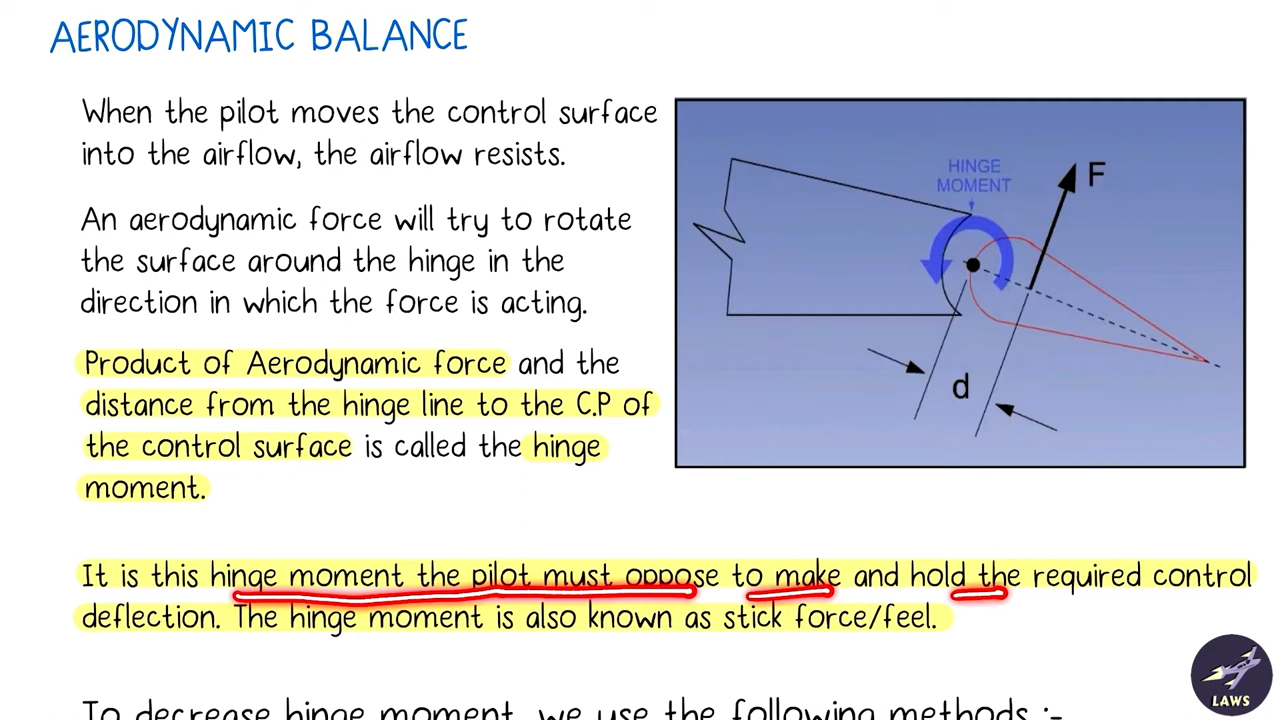 AERODYNAMIC BALANCE
When the pilot moves the control surface
into the airflow, the airflow resists.
An aerodynamic force will try to rotate
the surface around the hinge in the
direction in which the force is acting.
Product of Aerodynamic force and the
distance from the hinge line to the C.P of
the control surface is called the hinge
moment.
HINGE
MOMENT
F
d
It is this hinge moment the pilot must oppose to make and hold the required control
deflection. The hinge moment is also known as stick force/feel.
LAWS
To decrease hinge moment, we use the following methods :-